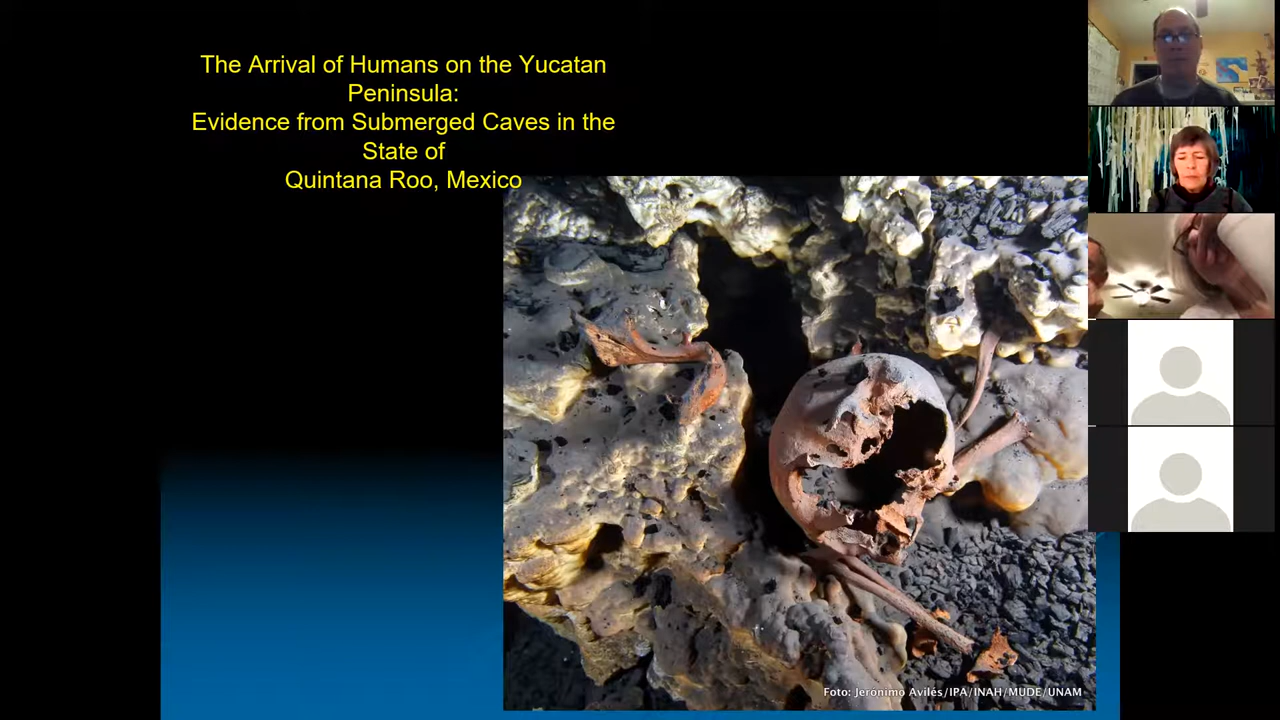 The Arrival of Humans on the Yucatan
Peninsula:
Evidence from Submerged Caves in the
State of
Quintana Roo, Mexico
Foto: Jerónimo Avilés/IPA/INAH/MUDE/UNAM